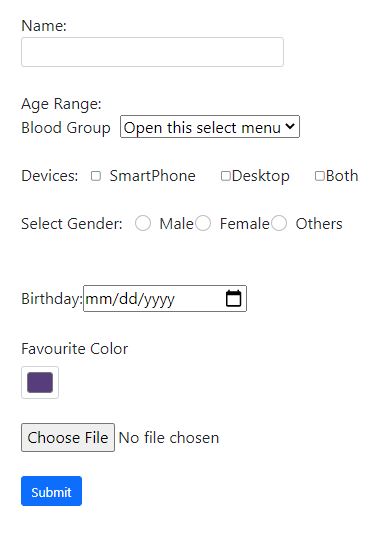 Name:
Age Range:
Blood Group Open this select menu
Devices: SmartPhone Desktop Both
Select Gender: Male Female Others
Birthday: mm/dd/yyyy
Favourite Color
Choose File No file chosen
Submit